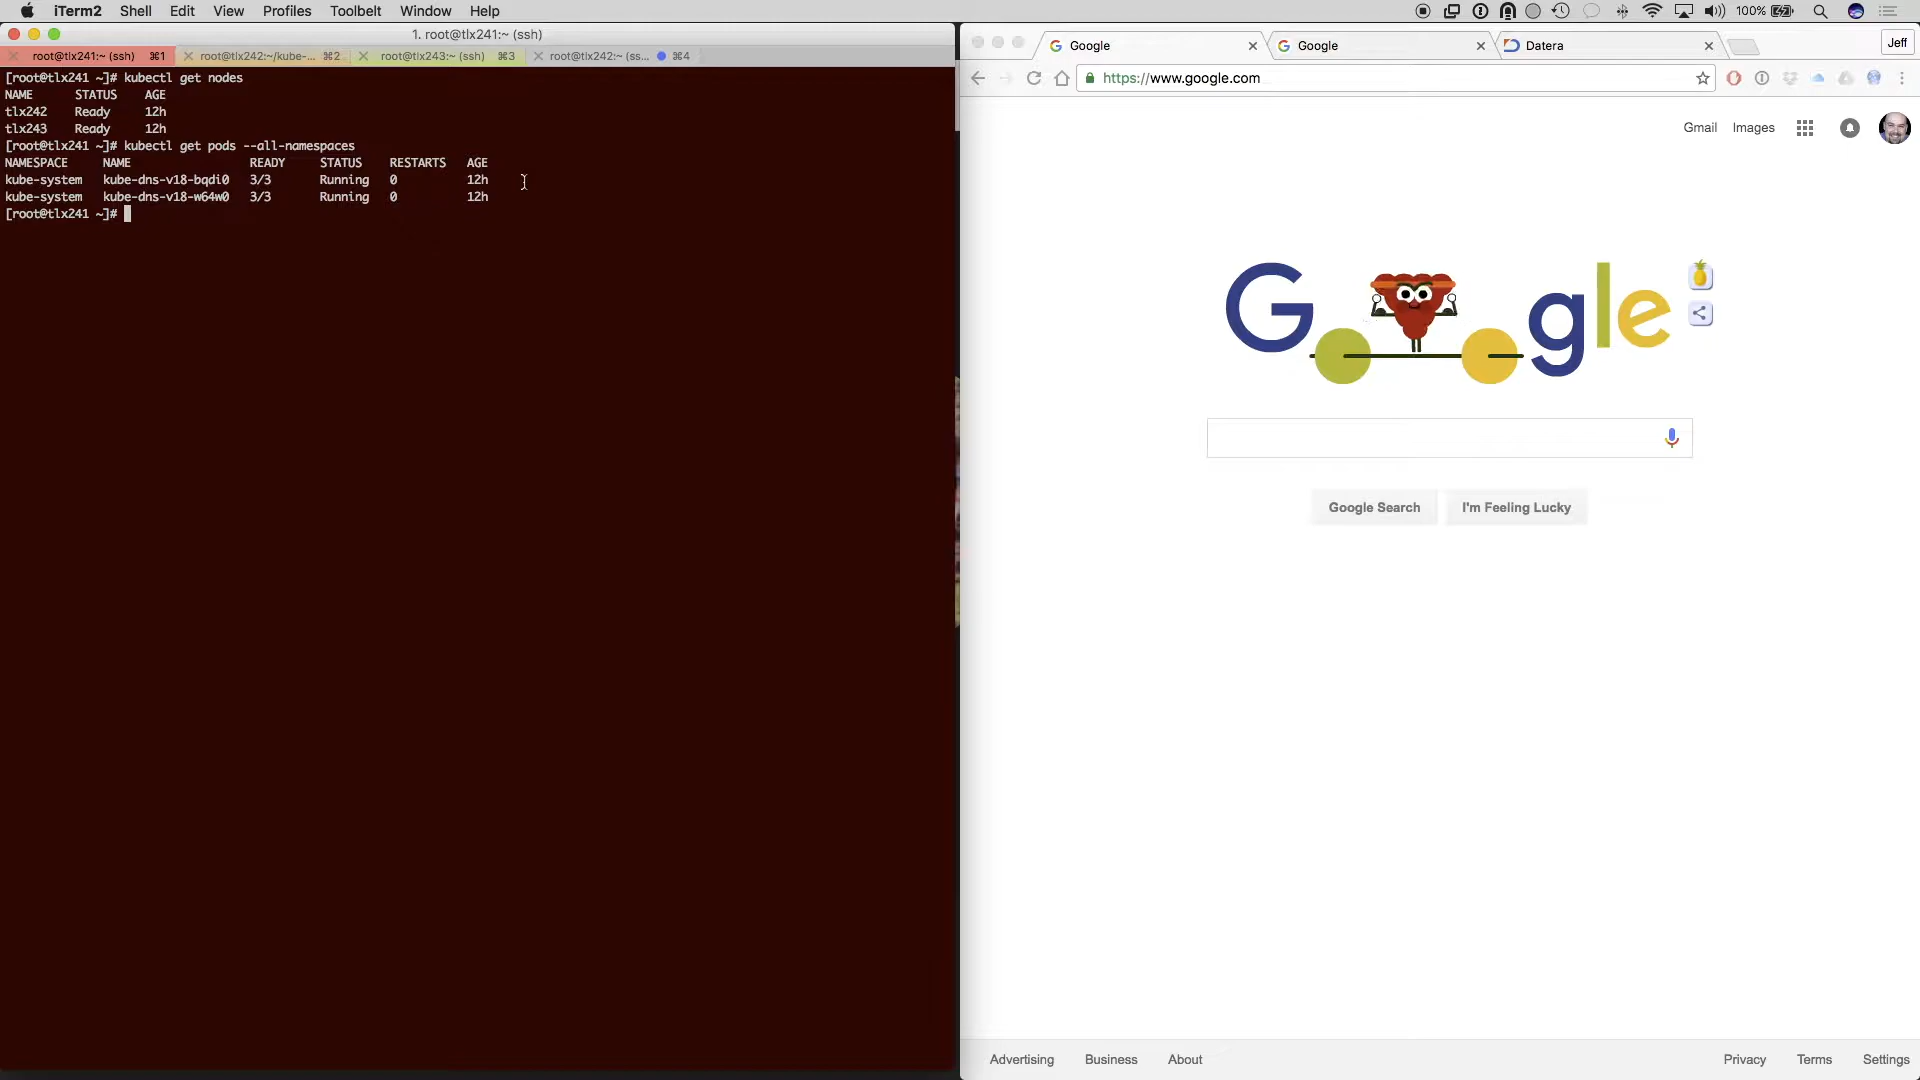 iTerm2 Shell Edit View Profiles Toolbelt Window Help 100%
1. root@tlx241:~ (ssh)
root@tlx241:~ (ssh) ⌘1 root@tlx242:~/kube-... ⌘2 root@tlx243:~ (ssh) ⌘3 root@tlx242:~ (ss... ⌘4
[root@tlx241 ~]# kubectl get nodes
NAME STATUS AGE
tlx242 Ready 12h
tlx243 Ready 12h
[root@tlx241 ~]# kubectl get pods --all-namespaces
NAMESPACE NAME READY STATUS RESTARTS AGE
kube-system kube-dns-v18-bqdi0 3/3 Running 0 12h
kube-system kube-dns-v18-w64w0 3/3 Running 0 12h
[root@tlx241 ~]#
Google Google Datera Jeff
https://www.google.com
Gmail Images
Google
Google Search I'm Feeling Lucky
Advertising Business About Privacy Terms Settings